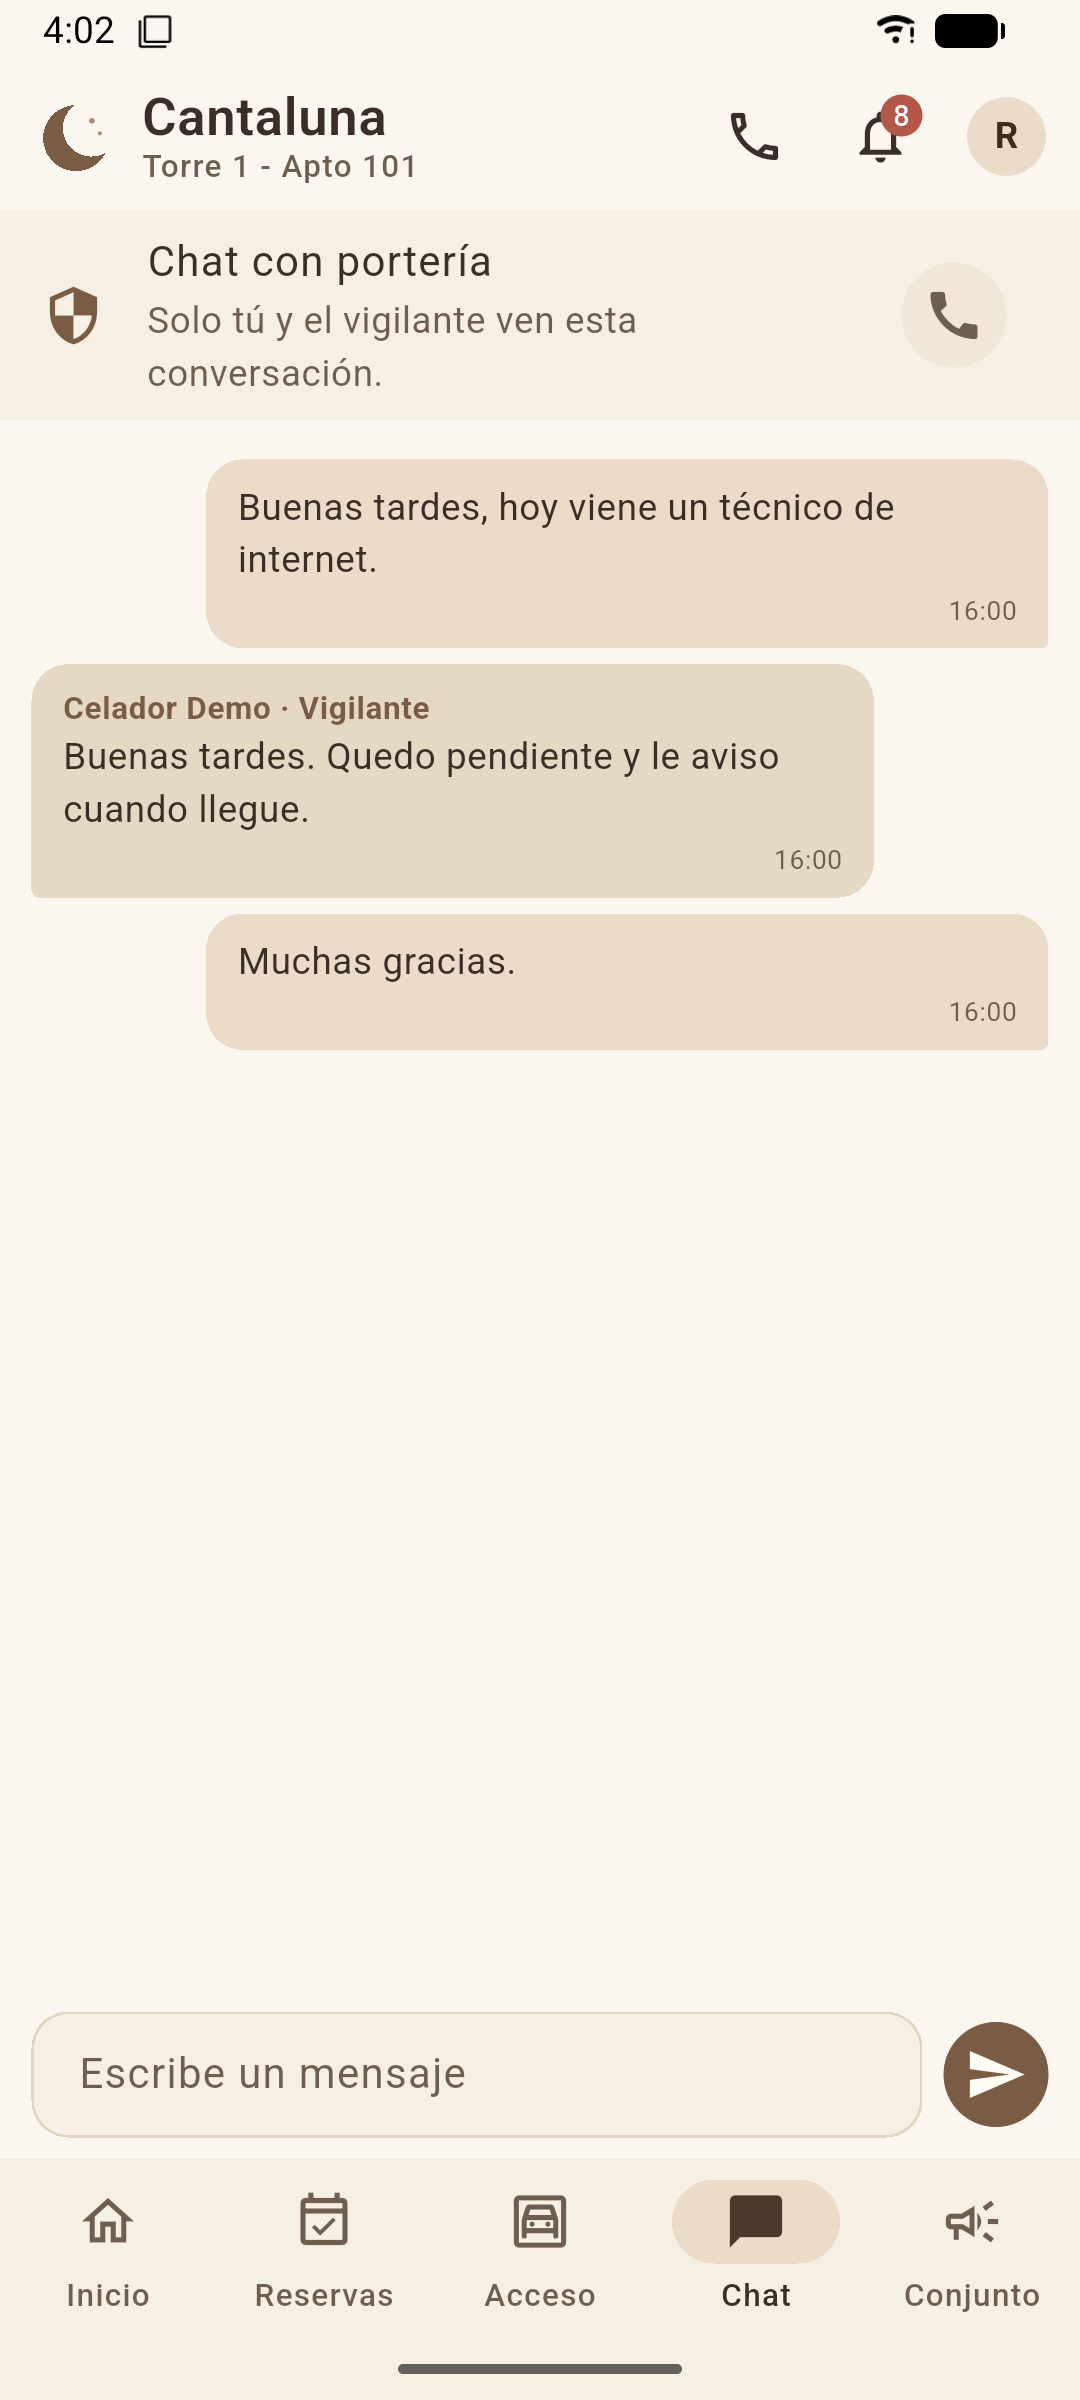 4:02
Cantaluna
Torre 1 - Apto 101
8
R
Chat con portería
Solo tú y el vigilante ven esta
conversación.
Buenas tardes, hoy viene un técnico de
internet.
16:00
Celador Demo · Vigilante
Buenas tardes. Quedo pendiente y le aviso
cuando llegue.
16:00
Muchas gracias.
16:00
Escribe un mensaje
Inicio
Reservas
Acceso
Chat
Conjunto